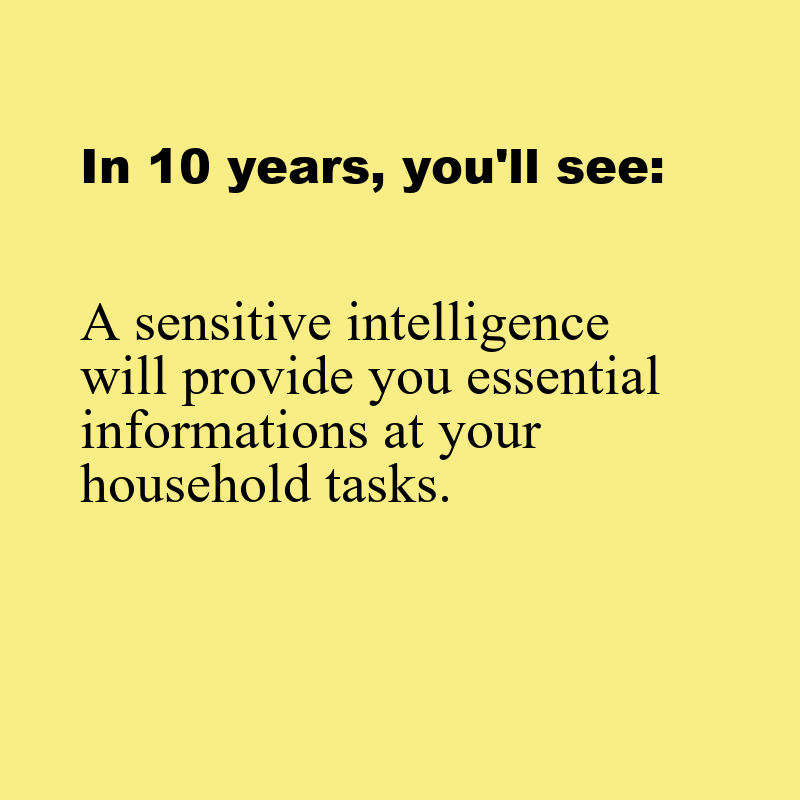 In 10 years, you'll see:
A sensitive intelligence
will provide you essential
informations at your
household tasks.